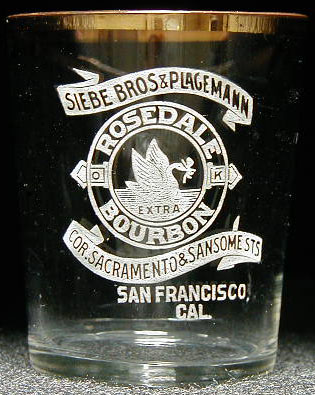 SIEBE BROS & PLAGEMANN
ROSEDALE
O K
EXTRA
BOURBON
COR. SACRAMENTO & SANSOME STS
SAN FRANCISCO,
CAL.